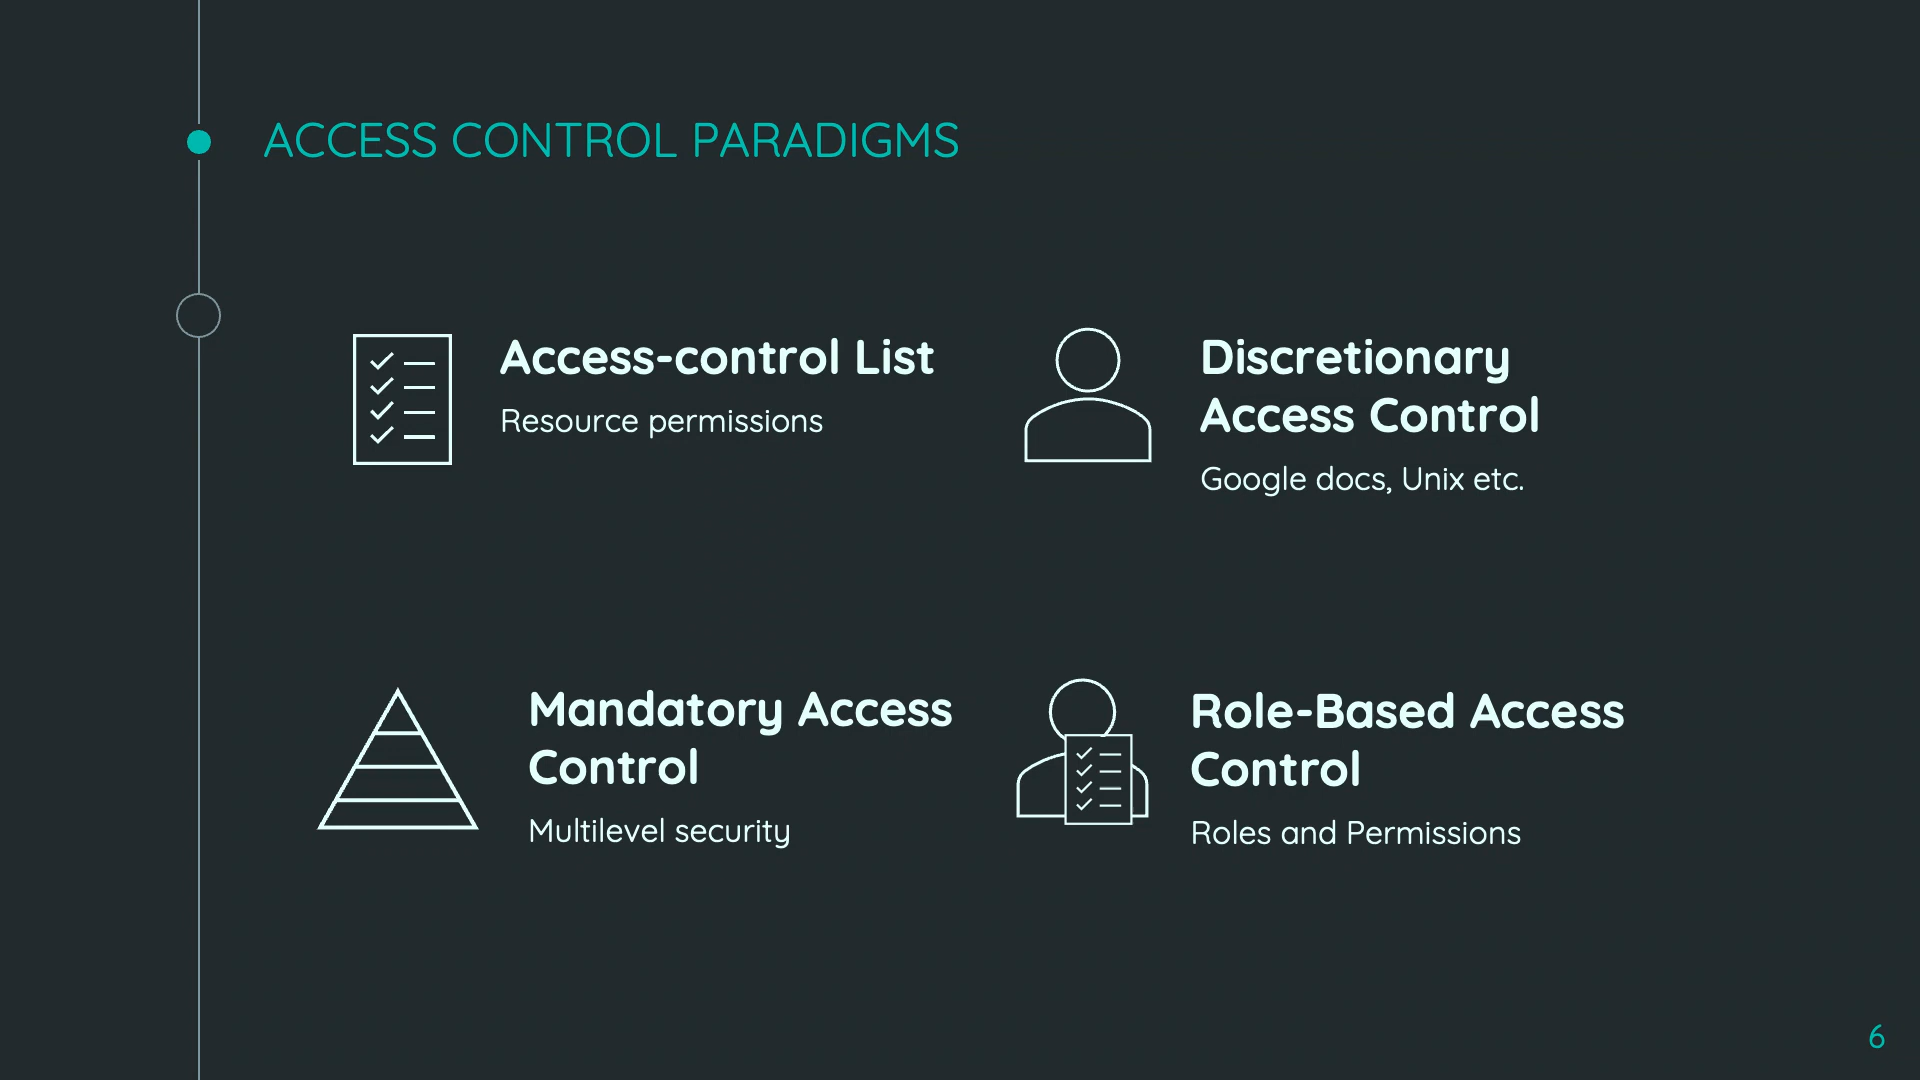 ACCESS CONTROL PARADIGMS
Access-control List
Resource permissions
Discretionary
Access Control
Google docs, Unix etc.
Mandatory Access
Control
Multilevel security
Role-Based Access
Control
Roles and Permissions
6